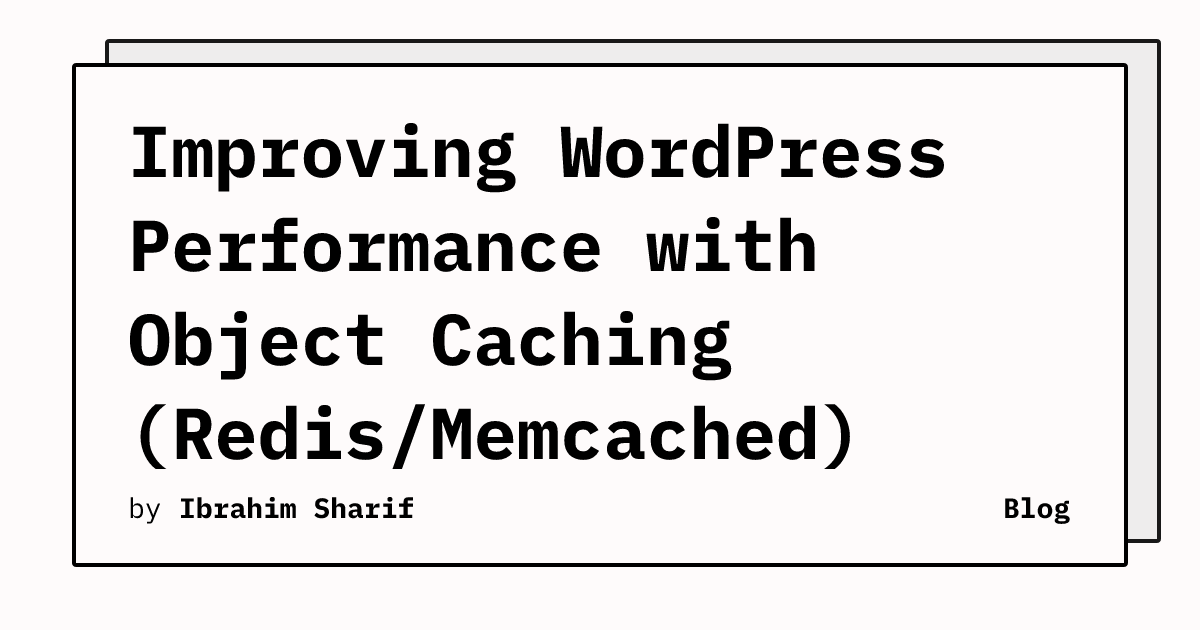 Improving WordPress
Performance with
Object Caching
(Redis/Memcached)
by Ibrahim Sharif
Blog